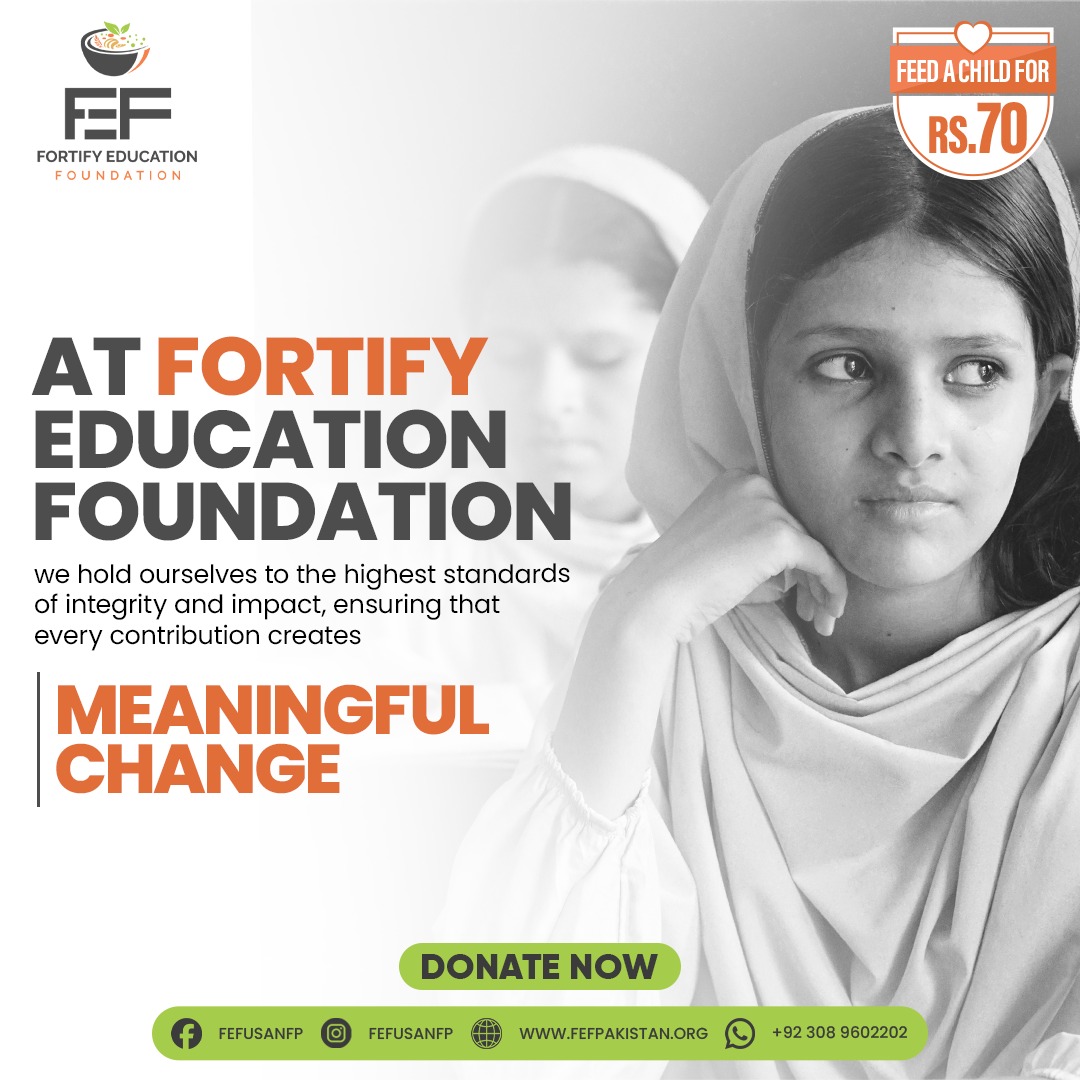 FEF
FORTIFY EDUCATION
FOUNDATION
FEED A CHILD FOR
RS.70
AT FORTIFY
EDUCATION
FOUNDATION
we hold ourselves to the highest standards
of integrity and impact, ensuring that
every contribution creates
MEANINGFUL
CHANGE
DONATE NOW
FEFUSANFP FEFUSANFP WWW.FEFPAKISTAN.ORG +92 308 9602202